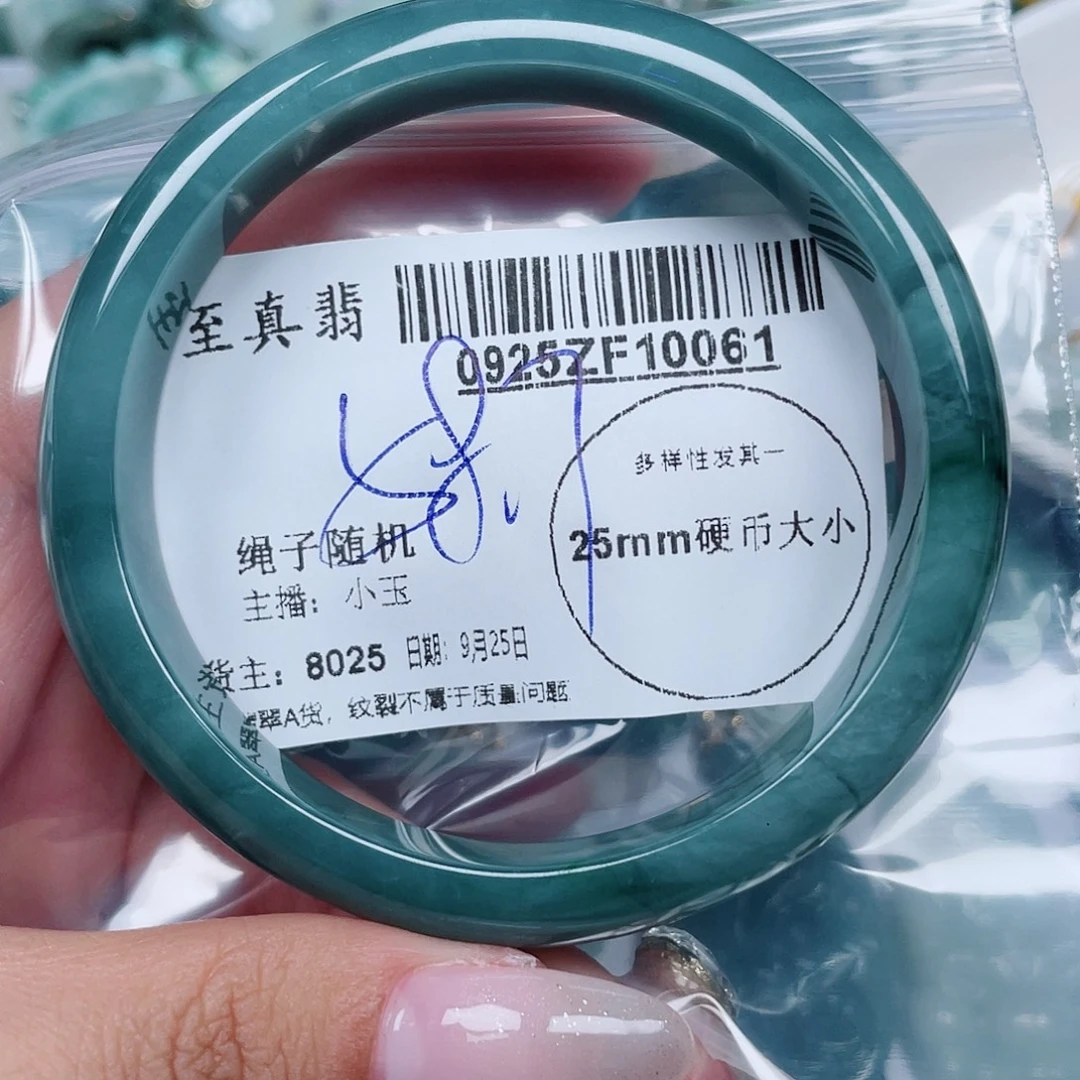 至真翡
0925ZF10061
多样性发其一
25mm硬币大小
绳子随机
主播：小玉
货主：8025 日期：9月25日
翠A货，纹裂不属于质量问题